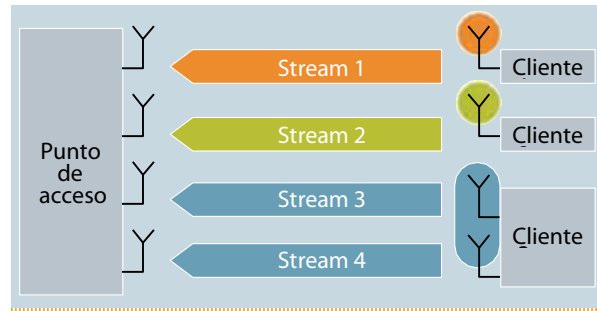 Stream 1
Cliente
Stream 2
Cliente
Punto
de
acceso
Stream 3
Cliente
Stream 4